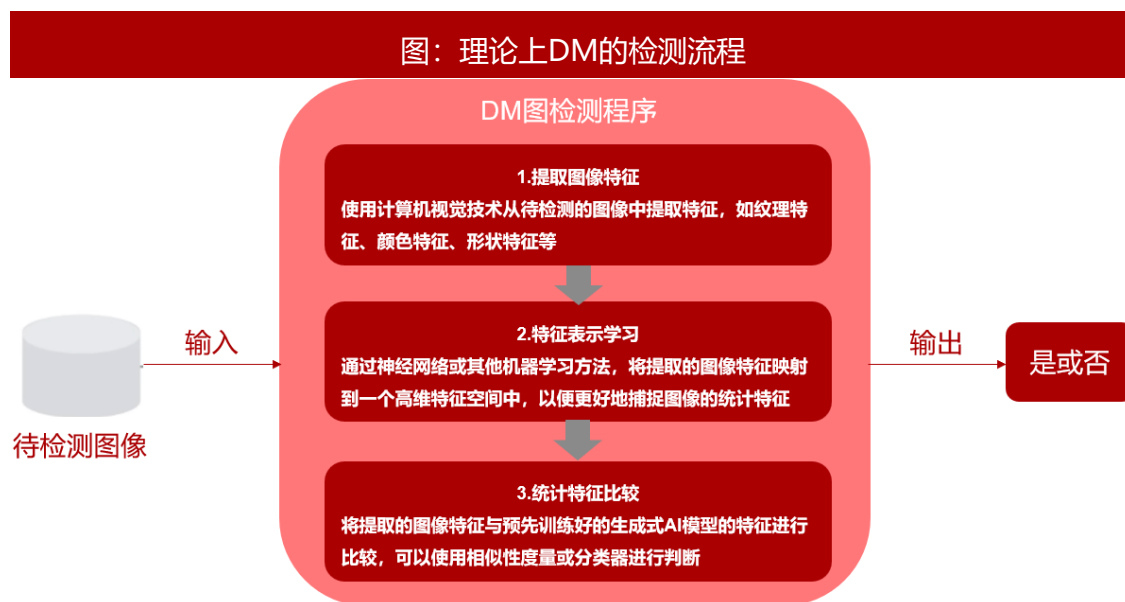 图：理论上DM的检测流程
DM图检测程序
1.提取图像特征
使用计算机视觉技术从待检测的图像中提取特征，如纹理特
征、颜色特征、形状特征等
输入
2.特征表示学习
通过神经网络或其他机器学习方法，将提取的图像特征映射
到一个高维特征空间中，以便更好地捕捉图像的统计特征
输出
是或否
待检测图像
3.统计特征比较
将提取的图像特征与预先训练好的生成式AI模型的特征进行
比较，可以使用相似性度量或分类器进行判断